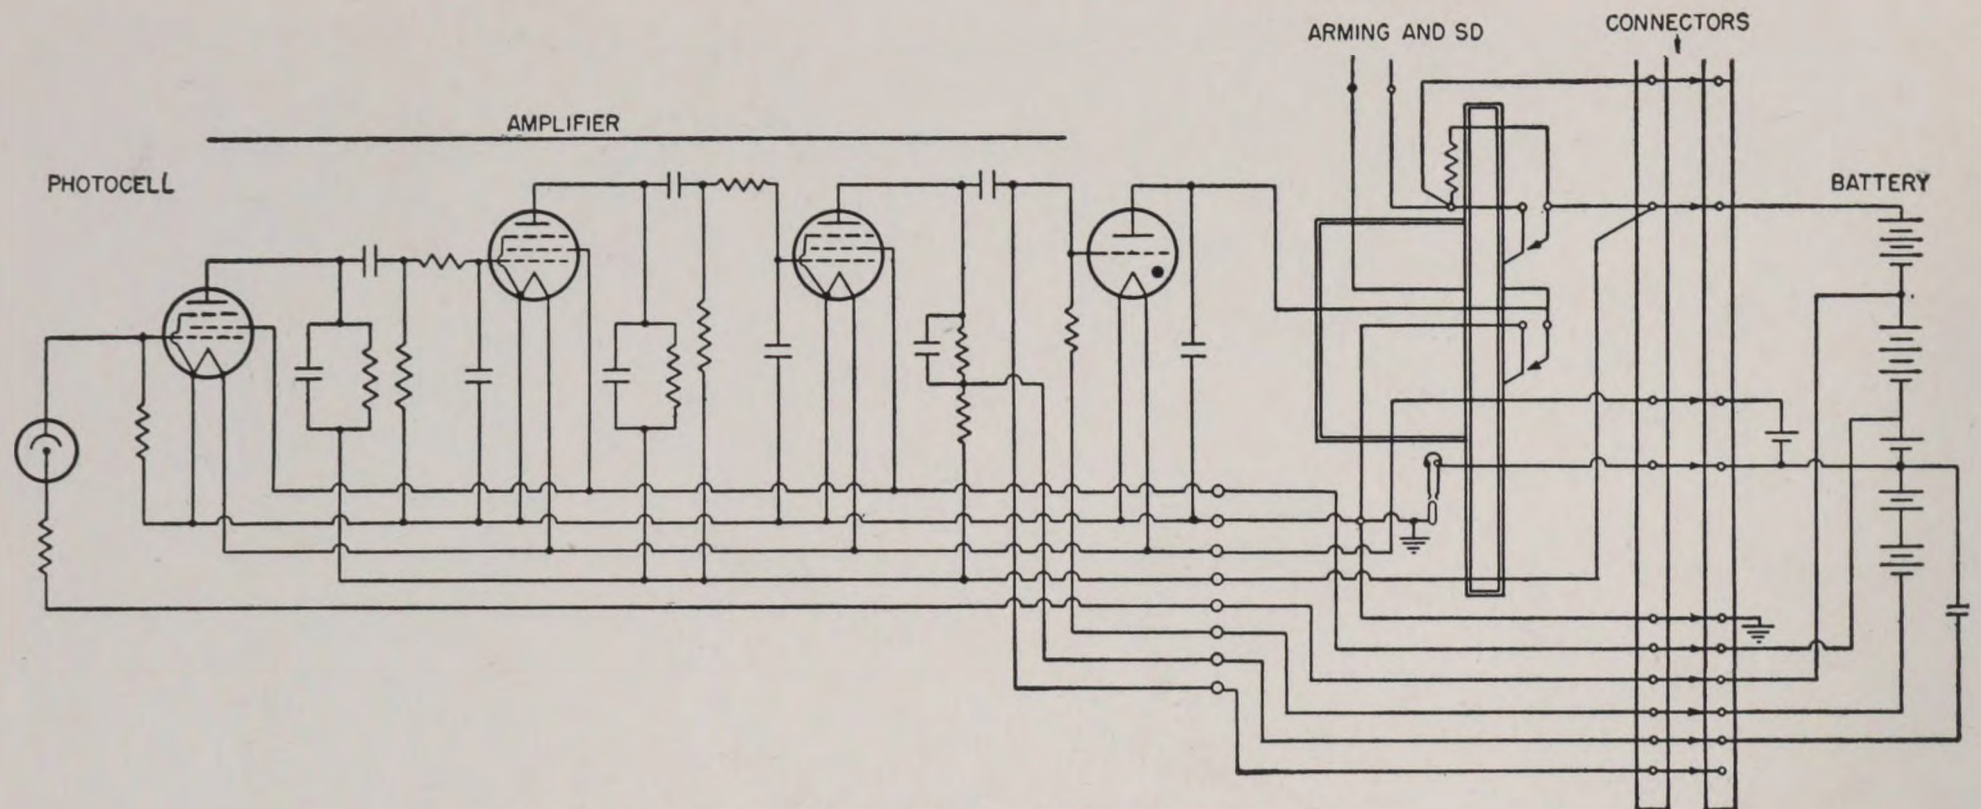 ARMING AND SD
CONNECTORS
AMPLIFIER
PHOTOCELL
BATTERY